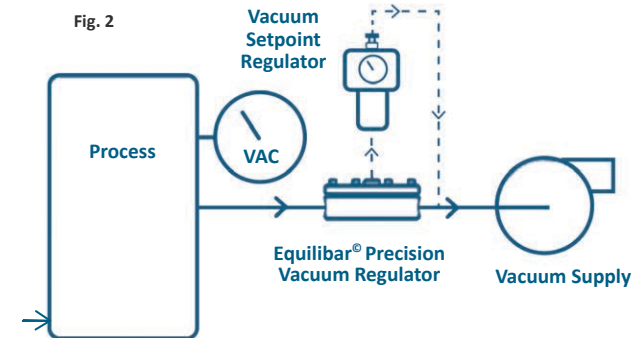 Fig. 2
Vacuum
Setpoint
Regulator
Process
VAC
Equilibar© Precision
Vacuum Regulator
Vacuum Supply